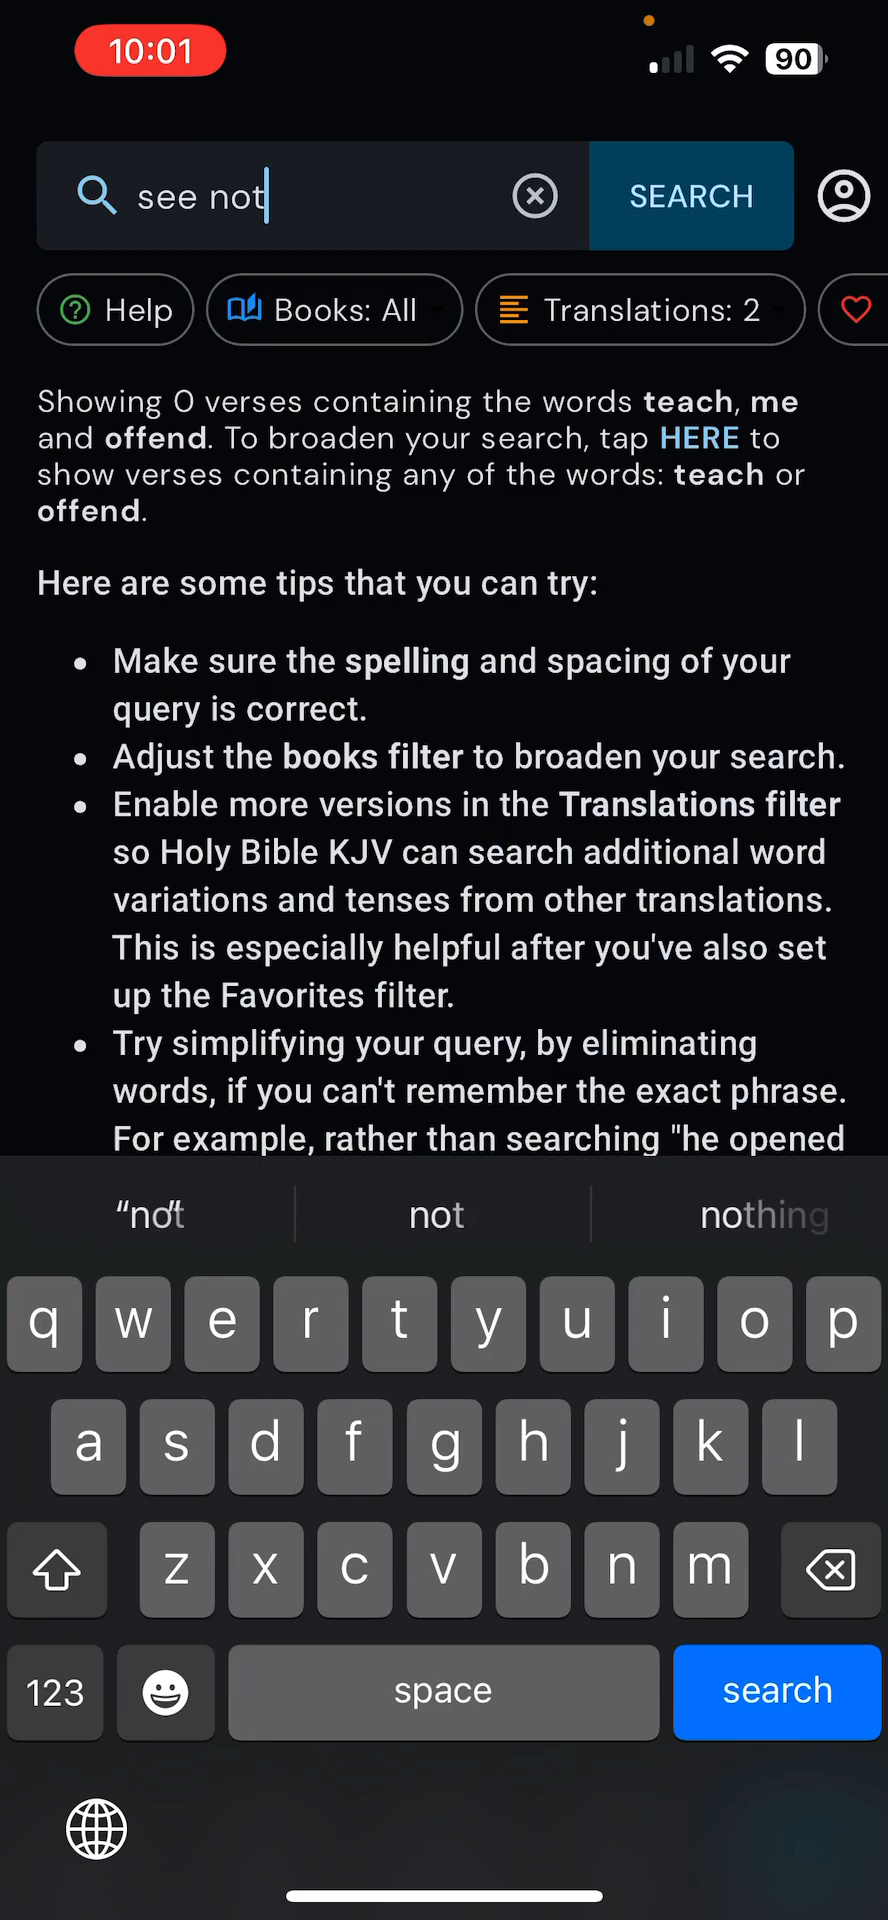 10:01
90
see not
SEARCH
Help
Books: All
Translations: 2
Showing 0 verses containing the words teach, me
and offend. To broaden your search, tap HERE to
show verses containing any of the words: teach or
offend.
Here are some tips that you can try:
Make sure the spelling and spacing of your
query is correct.
Adjust the books filter to broaden your search.
Enable more versions in the Translations filter
so Holy Bible KJV can search additional word
variations and tenses from other translations.
This is especially helpful after you've also set
up the Favorites filter.
Try simplifying your query, by eliminating
words, if you can't remember the exact phrase.
For example, rather than searching "he opened
“not” not nothing
q w e r t y u i o p
a s d f g h j k l
z x c v b n m
123 space search